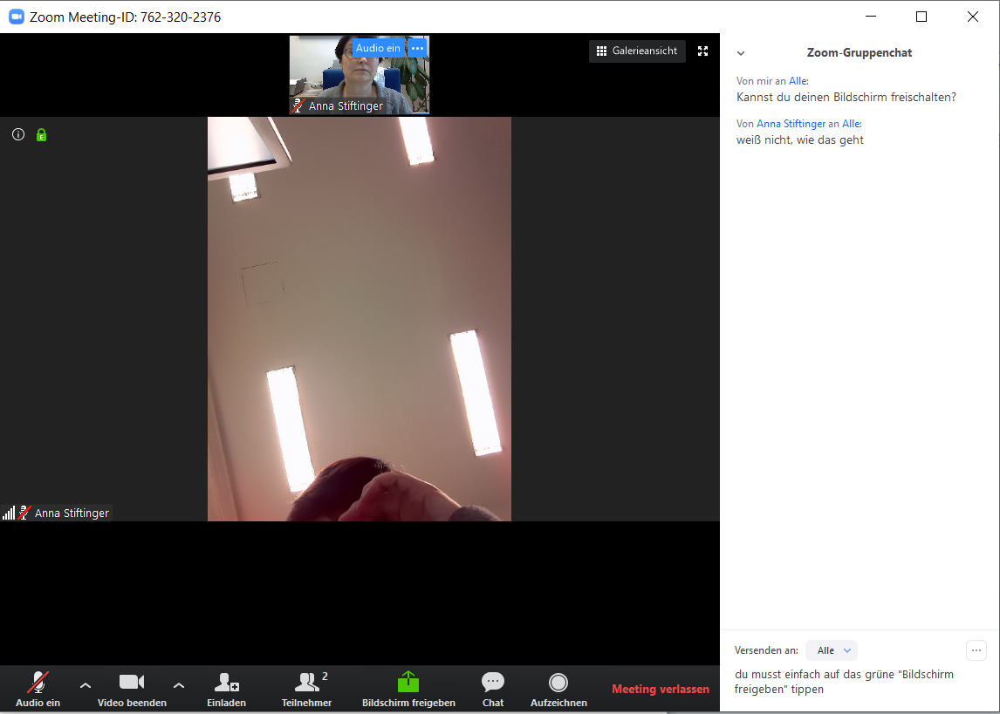 Zoom Meeting-ID: 762-320-2376
Audio ein
Anna Stiftinger
Galerieansicht
Anna Stiftinger
Zoom-Gruppenchat
Von mir an Alle:
Kannst du deinen Bildschirm freischalten?
Von Anna Stiftinger an Alle:
weiß nicht, wie das geht
Versenden an: Alle
du musst einfach auf das grüne "Bildschirm
freigeben" tippen
Audio ein
Video beenden
Einladen
2
Teilnehmer
Bildschirm freigeben
Chat
Aufzeichnen
Meeting verlassen